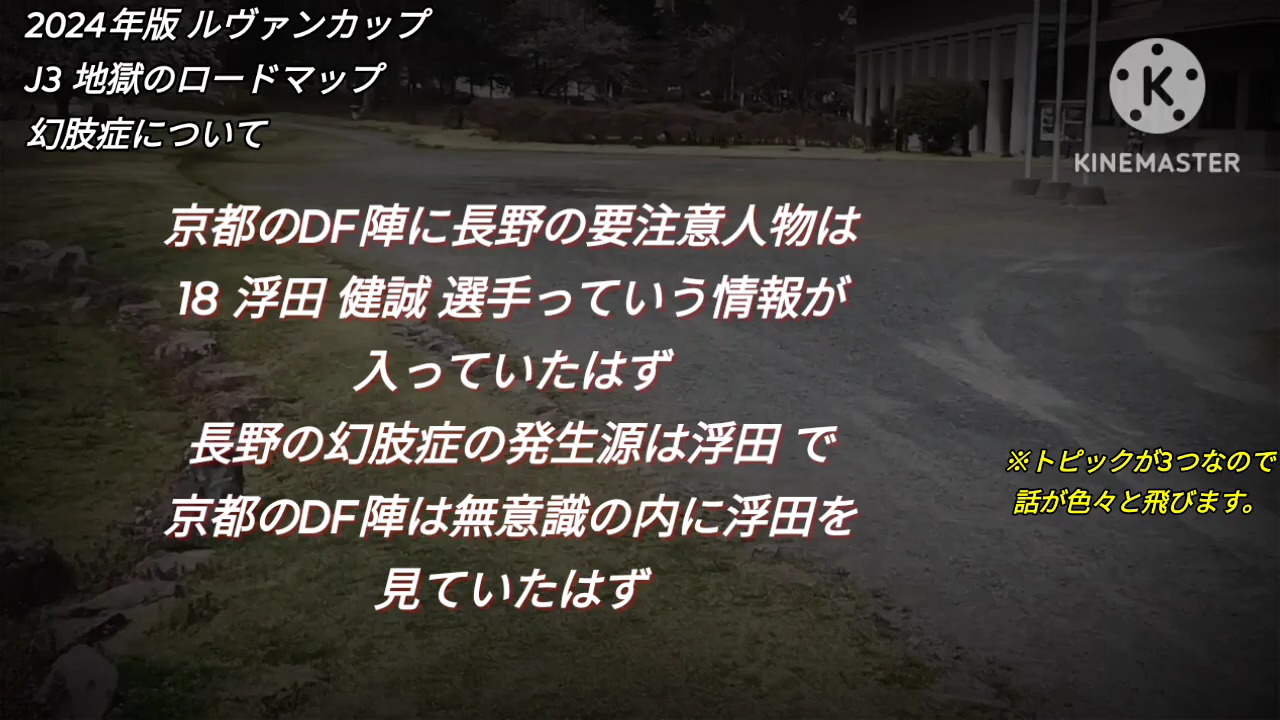 2024年版 ルヴァンカップ
J3 地獄のロードマップ
幻肢症について
KINEMASTER
京都のDF陣に長野の要注意人物は
18 浮田 健誠 選手っていう情報が
入っていたはず
長野の幻肢症の発生源は浮田 で
京都のDF陣は無意識の内に浮田を
見ていたはず
※トピックが3つなので
話が色々と飛びます。